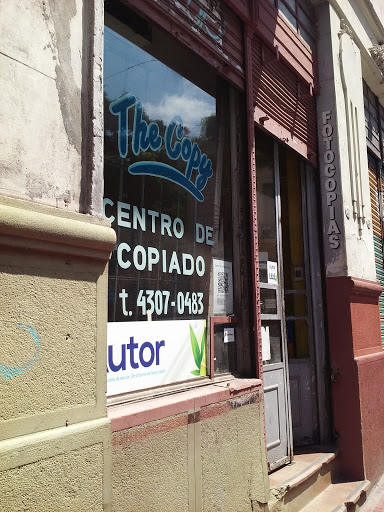 The Copy
CENTRO DE
COPIADO
t. 4307-0483
utor
FOTOCOPIAS